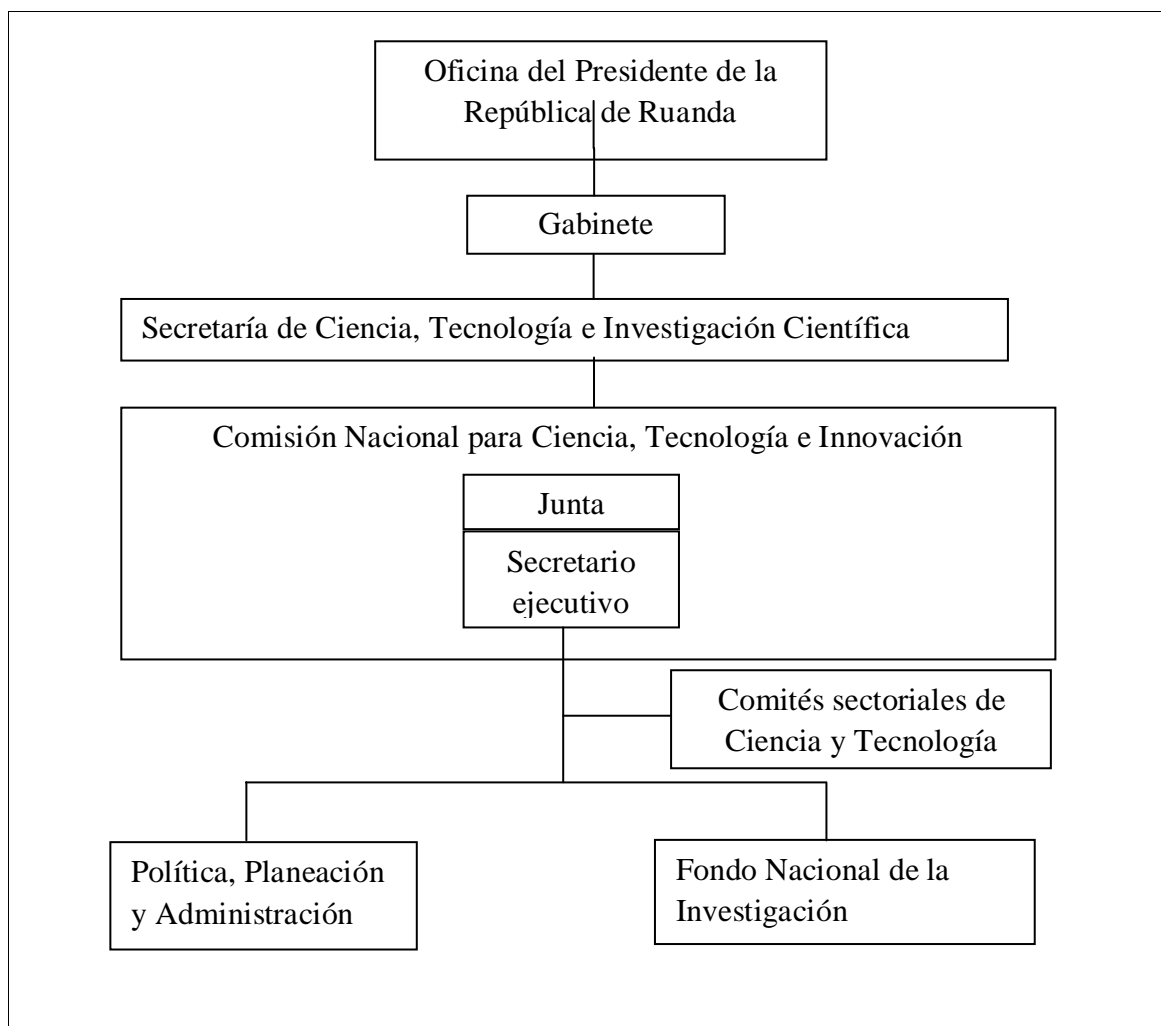 Oficina del Presidente de la
República de Ruanda
Gabinete
Secretaría de Ciencia, Tecnología e Investigación Científica
Comisión Nacional para Ciencia, Tecnología e Innovación
Junta
Secretario
ejecutivo
Comités sectoriales de
Ciencia y Tecnología
Política, Planeación
y Administración
Fondo Nacional de la
Investigación